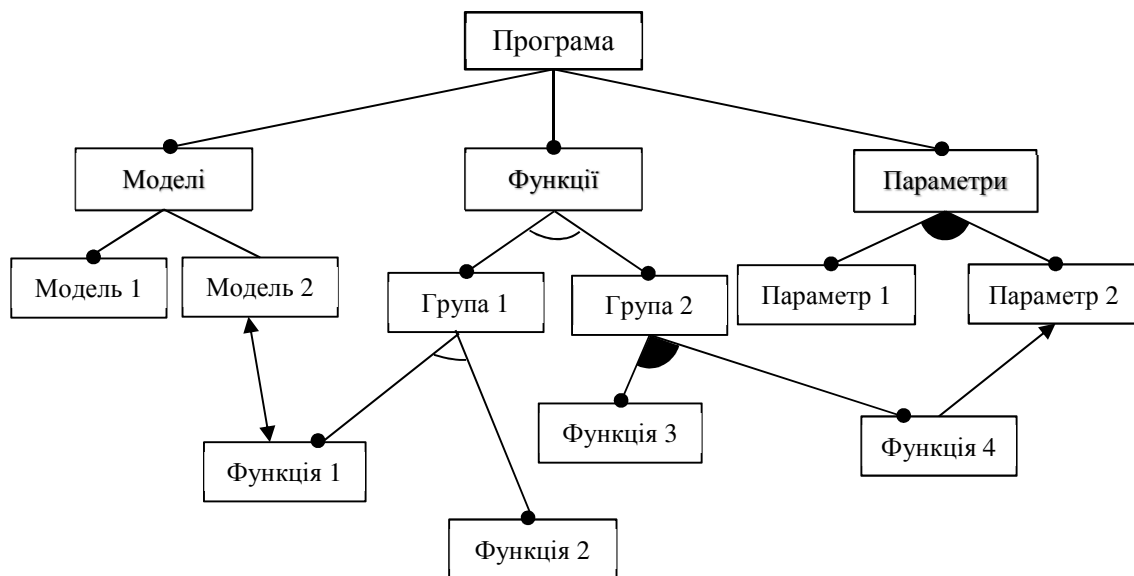 Програма
Моделі
Функції
Параметри
Модель 1
Модель 2
Група 1
Група 2
Параметр 1
Параметр 2
Функція 3
Функція 4
Функція 1
Функція 2